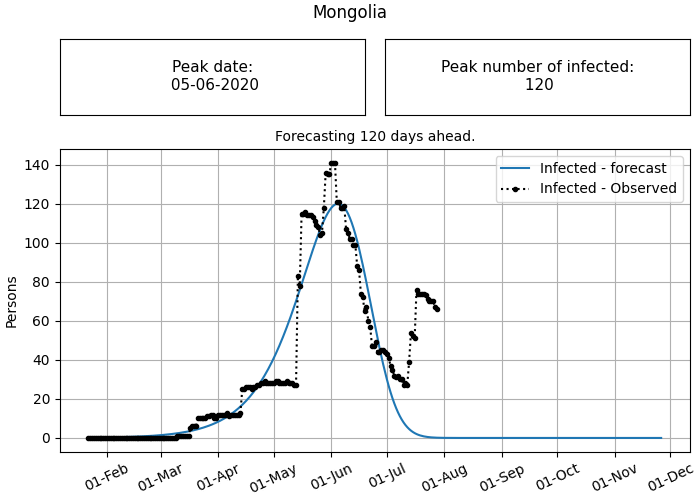 Mongolia
Peak date:
05-06-2020
Peak number of infected:
120
Forecasting 120 days ahead.
Infected - forecast
Infected - Observed
Persons
140
120
100
80
60
40
20
0
01-Feb
01-Mar
01-Apr
01-May
01-Jun
01-Jul
01-Aug
01-Sep
01-Oct
01-Nov
01-Dec